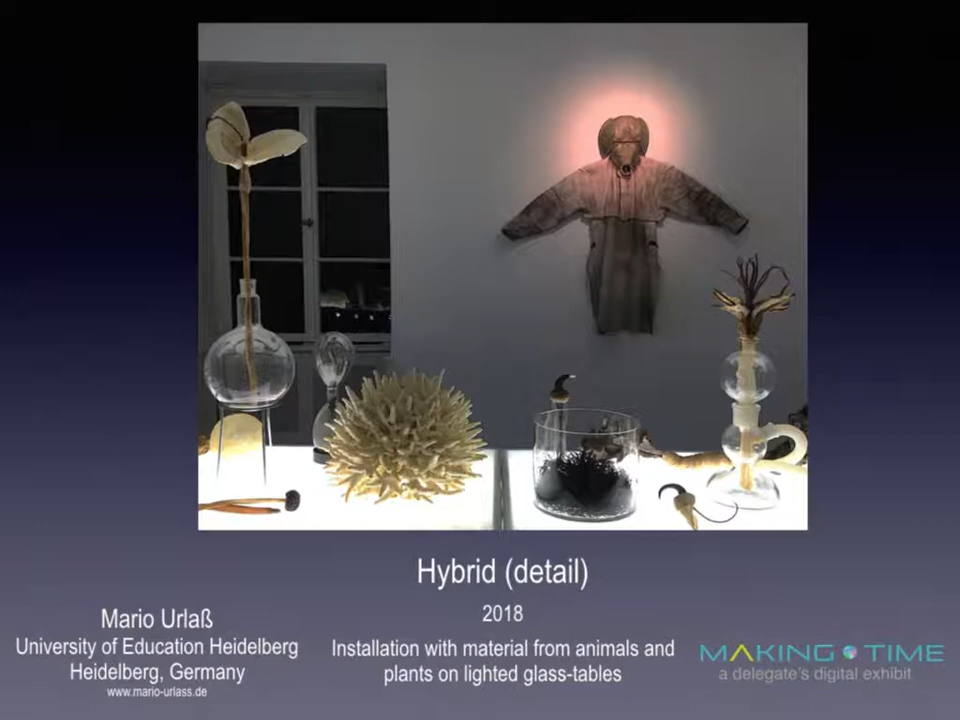 Hybrid (detail)
2018
Installation with material from animals and
plants on lighted glass-tables
Mario Urlaß
University of Education Heidelberg
Heidelberg, Germany
www.mario-urlass.de
MAKING TIME
a delegate's digital exhibit